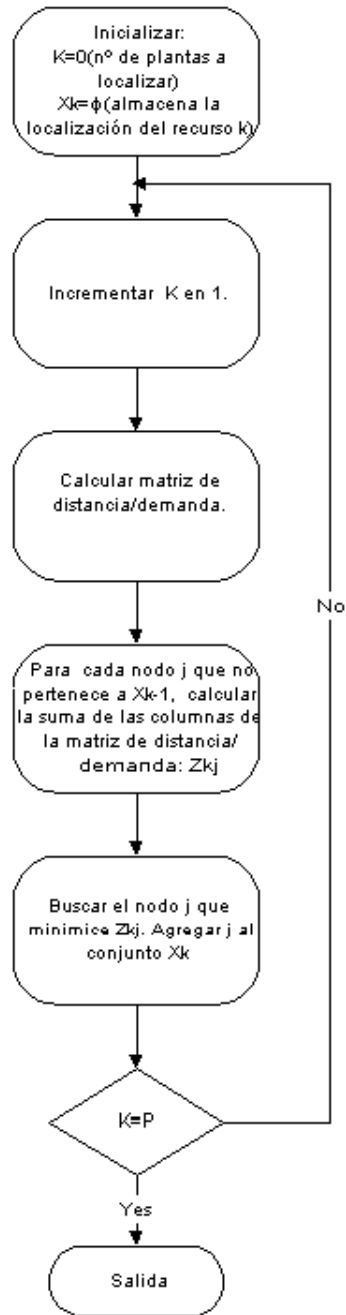 Inicializar:
K=0(nº de plantas a
localizar)
Xk=ϕ(almacena la
localización del recurso k)
Incrementar K en 1.
Calcular matriz de
distancia/demanda.
Para cada nodo j que no
pertenece a Xk-1, calcular
la suma de las columnas de
la matriz de distancia/
demanda: Zkj
Buscar el nodo j que
minimice Zkj. Agregar j al
conjunto Xk
No
K=P
Yes
Salida